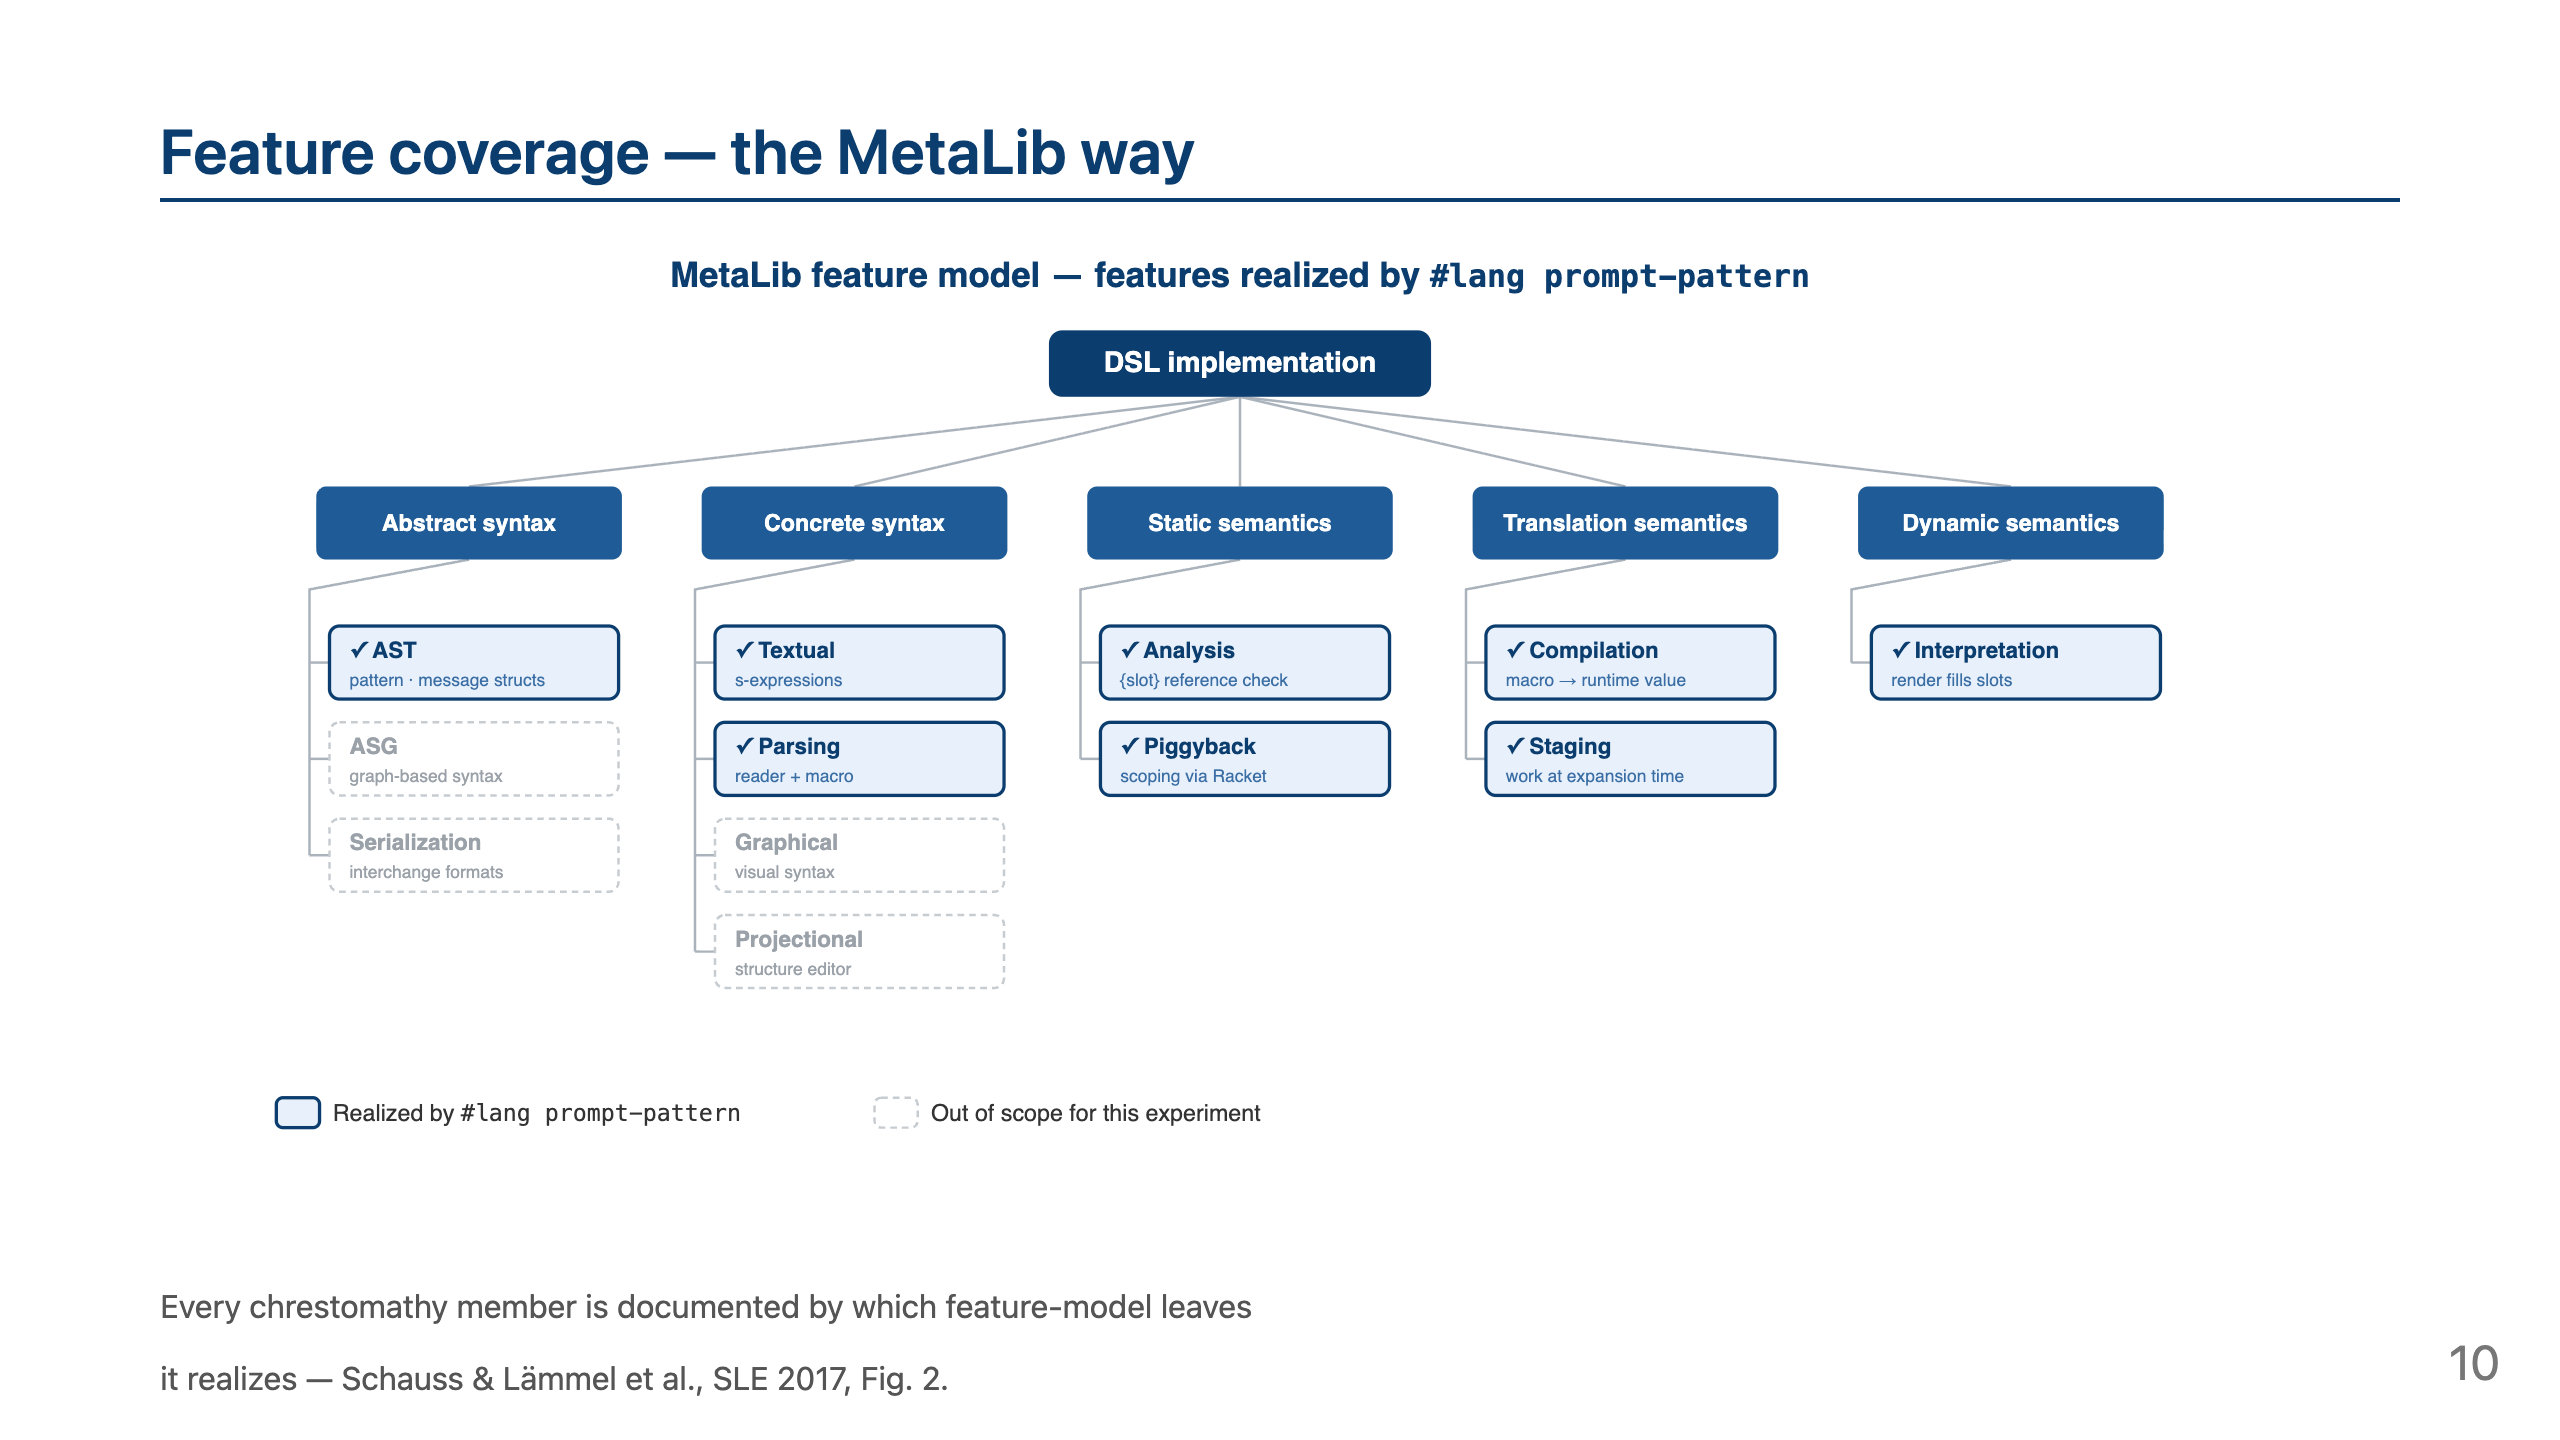 Feature coverage — the MetaLib way
MetaLib feature model — features realized by #lang prompt-pattern
DSL implementation
Abstract syntax
Concrete syntax
Static semantics
Translation semantics
Dynamic semantics
✓ AST
pattern · message structs
ASG
graph-based syntax
Serialization
interchange formats
✓ Textual
s-expressions
✓ Parsing
reader + macro
Graphical
visual syntax
Projectional
structure editor
✓ Analysis
{slot} reference check
✓ Piggyback
scoping via Racket
✓ Compilation
macro → runtime value
✓ Staging
work at expansion time
✓ Interpretation
render fills slots
Realized by #lang prompt-pattern
Out of scope for this experiment
Every chrestomathy member is documented by which feature-model leaves
it realizes — Schauss & Lämmel et al., SLE 2017, Fig. 2.
10